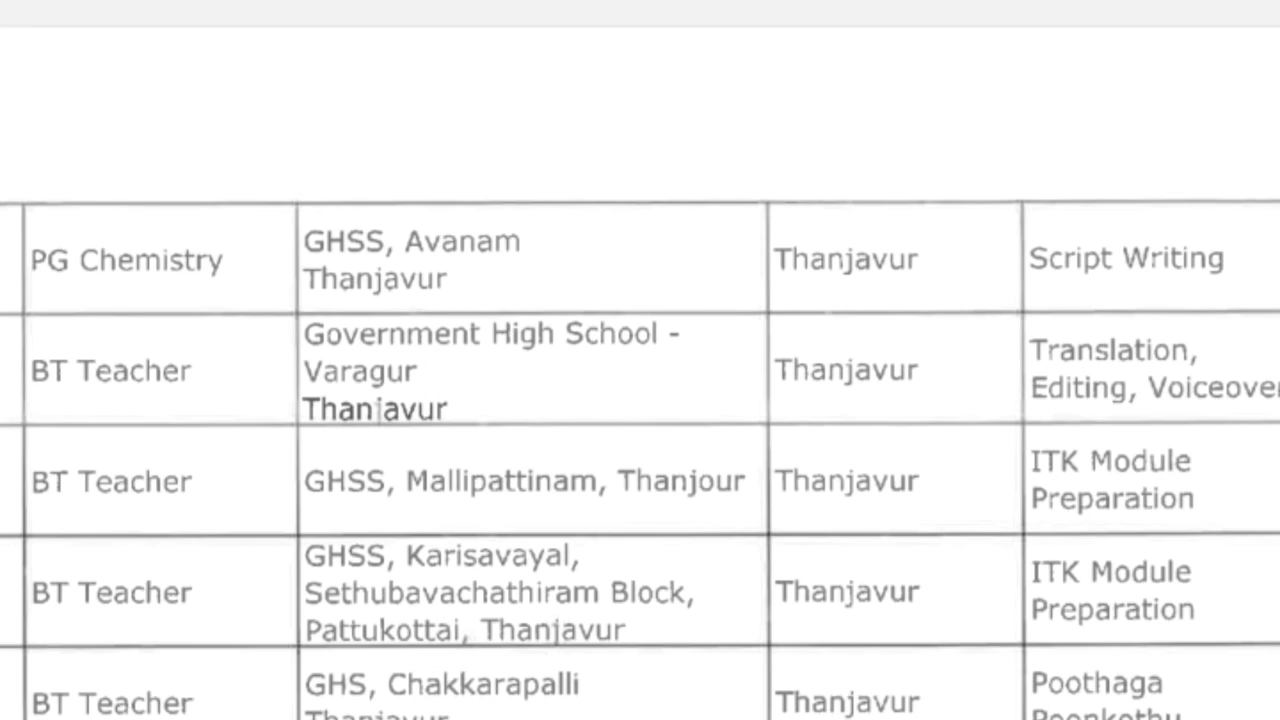 PG Chemistry
GHSS, Avanam
Thanjavur
Thanjavur
Script Writing
BT Teacher
Government High School -
Varagur
Thanjavur
Thanjavur
Translation,
Editing, Voiceover
BT Teacher
GHSS, Mallipattinam, Thanjour
Thanjavur
ITK Module
Preparation
BT Teacher
GHSS, Karisavayal,
Sethubavachathiram Block,
Pattukottai, Thanjavur
Thanjavur
ITK Module
Preparation
BT Teacher
GHS, Chakkarapalli
Thanjavur
Thanjavur
Poothaga